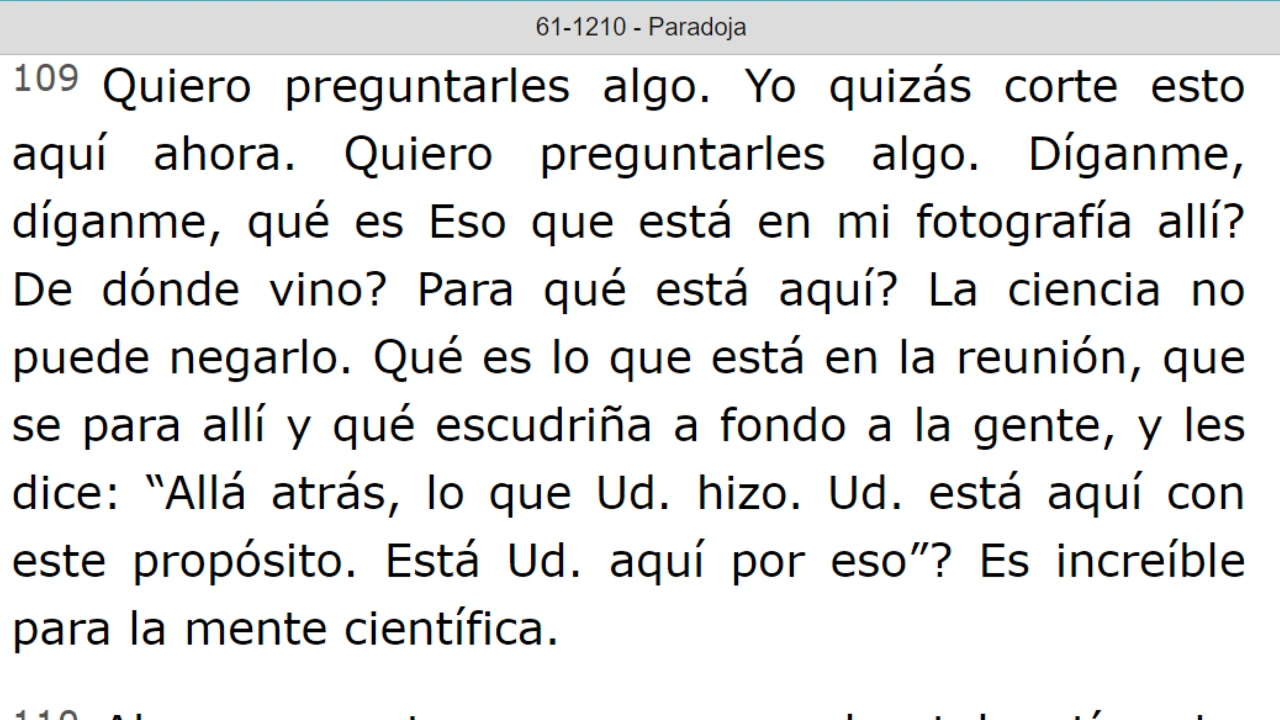 61-1210 - Paradoja
109 Quiero preguntarles algo. Yo quizás corte esto
aquí ahora. Quiero preguntarles algo. Díganme,
díganme, qué es Eso que está en mi fotografía allí?
De dónde vino? Para qué está aquí? La ciencia no
puede negarlo. Qué es lo que está en la reunión, que
se para allí y qué escudriña a fondo a la gente, y les
dice: “Allá atrás, lo que Ud. hizo. Ud. está aquí con
este propósito. Está Ud. aquí por eso”? Es increíble
para la mente científica.
110